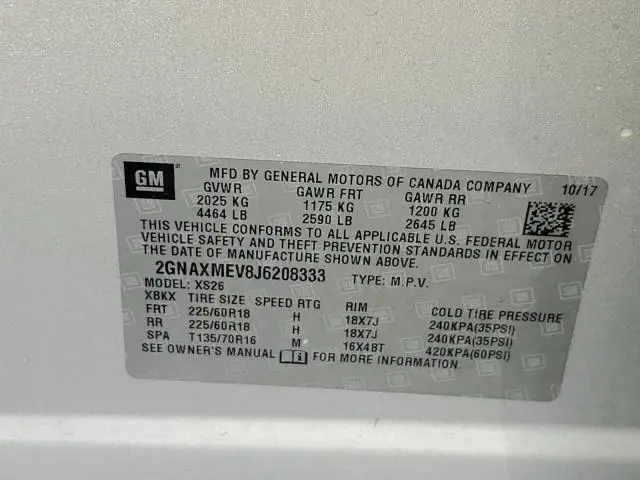 GM MFD BY GENERAL MOTORS OF CANADA COMPANY 10/17
GVWR GAWR FRT GAWR RR
2025 KG 1175 KG 1200 KG
4464 LB 2590 LB 2645 LB
THIS VEHICLE CONFORMS TO ALL APPLICABLE U.S. FEDERAL MOTOR
VEHICLE SAFETY AND THEFT PREVENTION STANDARDS IN EFFECT ON
THE DATE OF MANUFACTURE SHOWN ABOVE.
2GNAXMEV8J6208333 TYPE: M.P.V.
MODEL: XS26
XBKX TIRE SIZE SPEED RTG RIM COLD TIRE PRESSURE
FRT 225/60R18 H 18X7J 240KPA(35PSI)
RR 225/60R18 H 18X7J 240KPA(35PSI)
SPA T135/70R16 M 16X4BT 420KPA(60PSI)
SEE OWNER'S MANUAL FOR MORE INFORMATION.